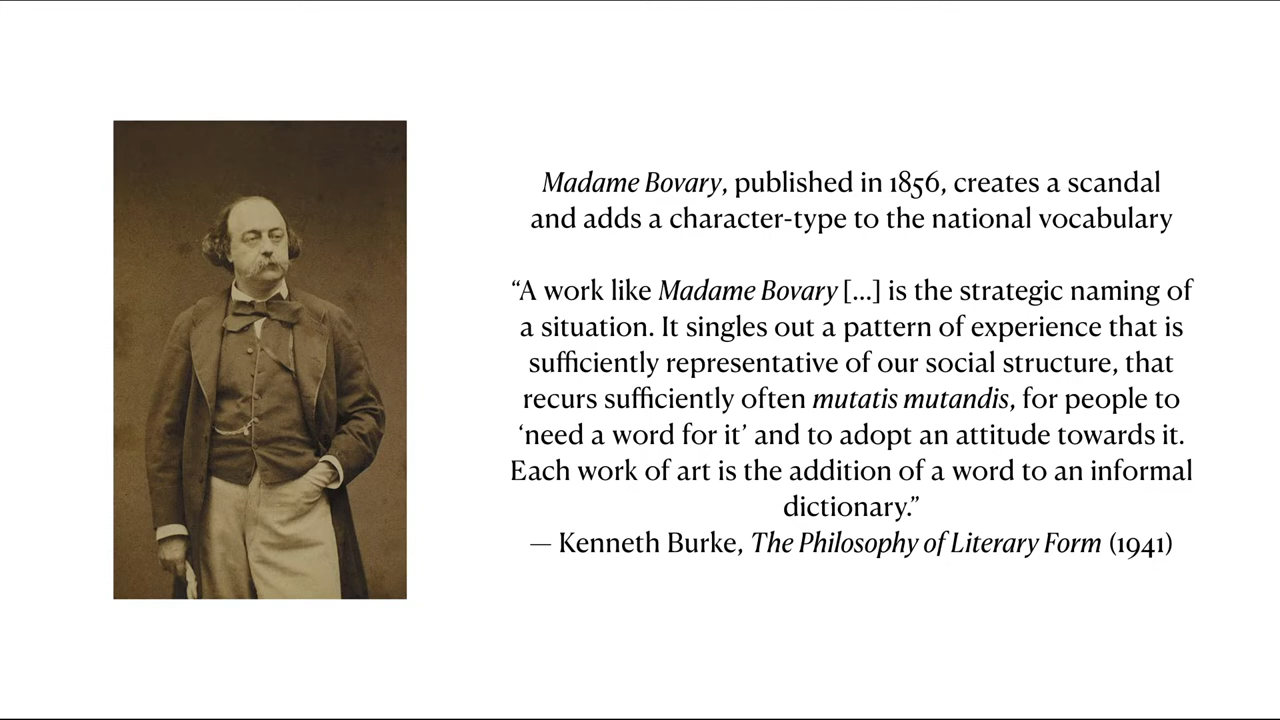 Madame Bovary, published in 1856, creates a scandal
and adds a character-type to the national vocabulary
“A work like Madame Bovary [...] is the strategic naming of
a situation. It singles out a pattern of experience that is
sufficiently representative of our social structure, that
recurs sufficiently often mutatis mutandis, for people to
‘need a word for it’ and to adopt an attitude towards it.
Each work of art is the addition of a word to an informal
dictionary.”
— Kenneth Burke, The Philosophy of Literary Form (1941)